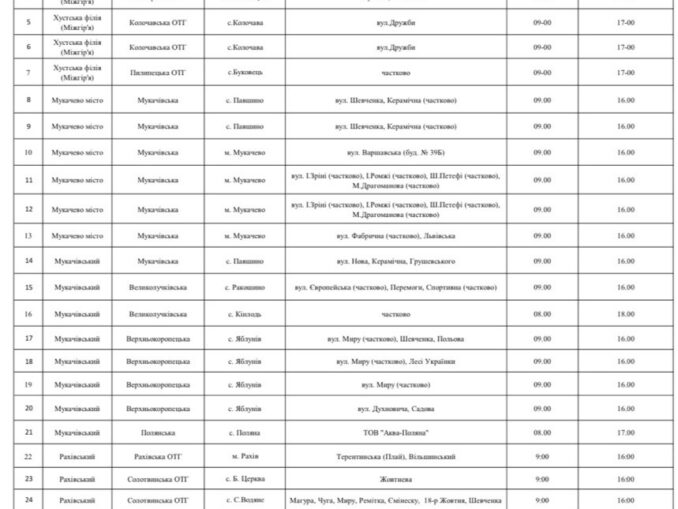 (Міжгір'я)
5 Хустська філія (Міжгір'я) Колочавська ОТГ с.Колочава вул.Дружби 09-00 17-00
6 Хустська філія (Міжгір'я) Колочавська ОТГ с.Колочава вул.Дружби 09-00 17-00
7 Хустська філія (Міжгір'я) Пилипецька ОТГ с.Буковець частково 09-00 17-00
8 Мукачево місто Мукачівська с. Павшино вул. Шевченка, Керамічна (частково) 09.00 16.00
9 Мукачево місто Мукачівська с. Павшино вул. Шевченка, Керамічна (частково) 09.00 16.00
10 Мукачево місто Мукачівська м. Мукачево вул. Варшавська (буд. № 39Б) 09.00 16.00
11 Мукачево місто Мукачівська м. Мукачево вул. І.Зріні (частково), І.Ромжі (частково), Ш.Петефі (частково), М.Драгоманова (частково) 09.00 16.00
12 Мукачево місто Мукачівська м. Мукачево вул. І.Зріні (частково), І.Ромжі (частково), Ш.Петефі (частково), М.Драгоманова (частково) 09.00 16.00
13 Мукачево місто Мукачівська м. Мукачево вул. Фабрична (частково), Львівська 09.00 16.00
14 Мукачівський Мукачівська с. Павшино вул. Нова, Керамічна, Грушевського 09.00 16.00
15 Мукачівський Великолучківська с. Ракошино вул. Європейська (частково), Перемоги, Спортивна (частково) 09.00 16.00
16 Мукачівський Великолучківська с. Кінлодь частково 08.00 18.00
17 Мукачівський Верхньокоропецька с. Яблунів вул. Миру (частково), Шевченка, Польова 09.00 16.00
18 Мукачівський Верхньокоропецька с. Яблунів вул. Миру (частково), Лесі Українки 09.00 16.00
19 Мукачівський Верхньокоропецька с. Яблунів вул. Миру (частково) 09.00 16.00
20 Мукачівський Верхньокоропецька с. Яблунів вул. Духновича, Садова 09.00 16.00
21 Мукачівський Полянська с. Поляна ТОВ "Аква-Поляна" 08.00 17.00
22 Рахівський Рахівська ОТГ м. Рахів Терентинська (Плай), Вільшинський 9:00 16:00
23 Рахівський Солотвинська ОТГ с. Б. Церква Жовтнева 9:00 16:00
24 Рахівський Солотвинська ОТГ с. С.Водяне Магура, Чуга, Миру, Ремітка, Ємінеску, 18-р Жовтня, Шевченка 9:00 16:00